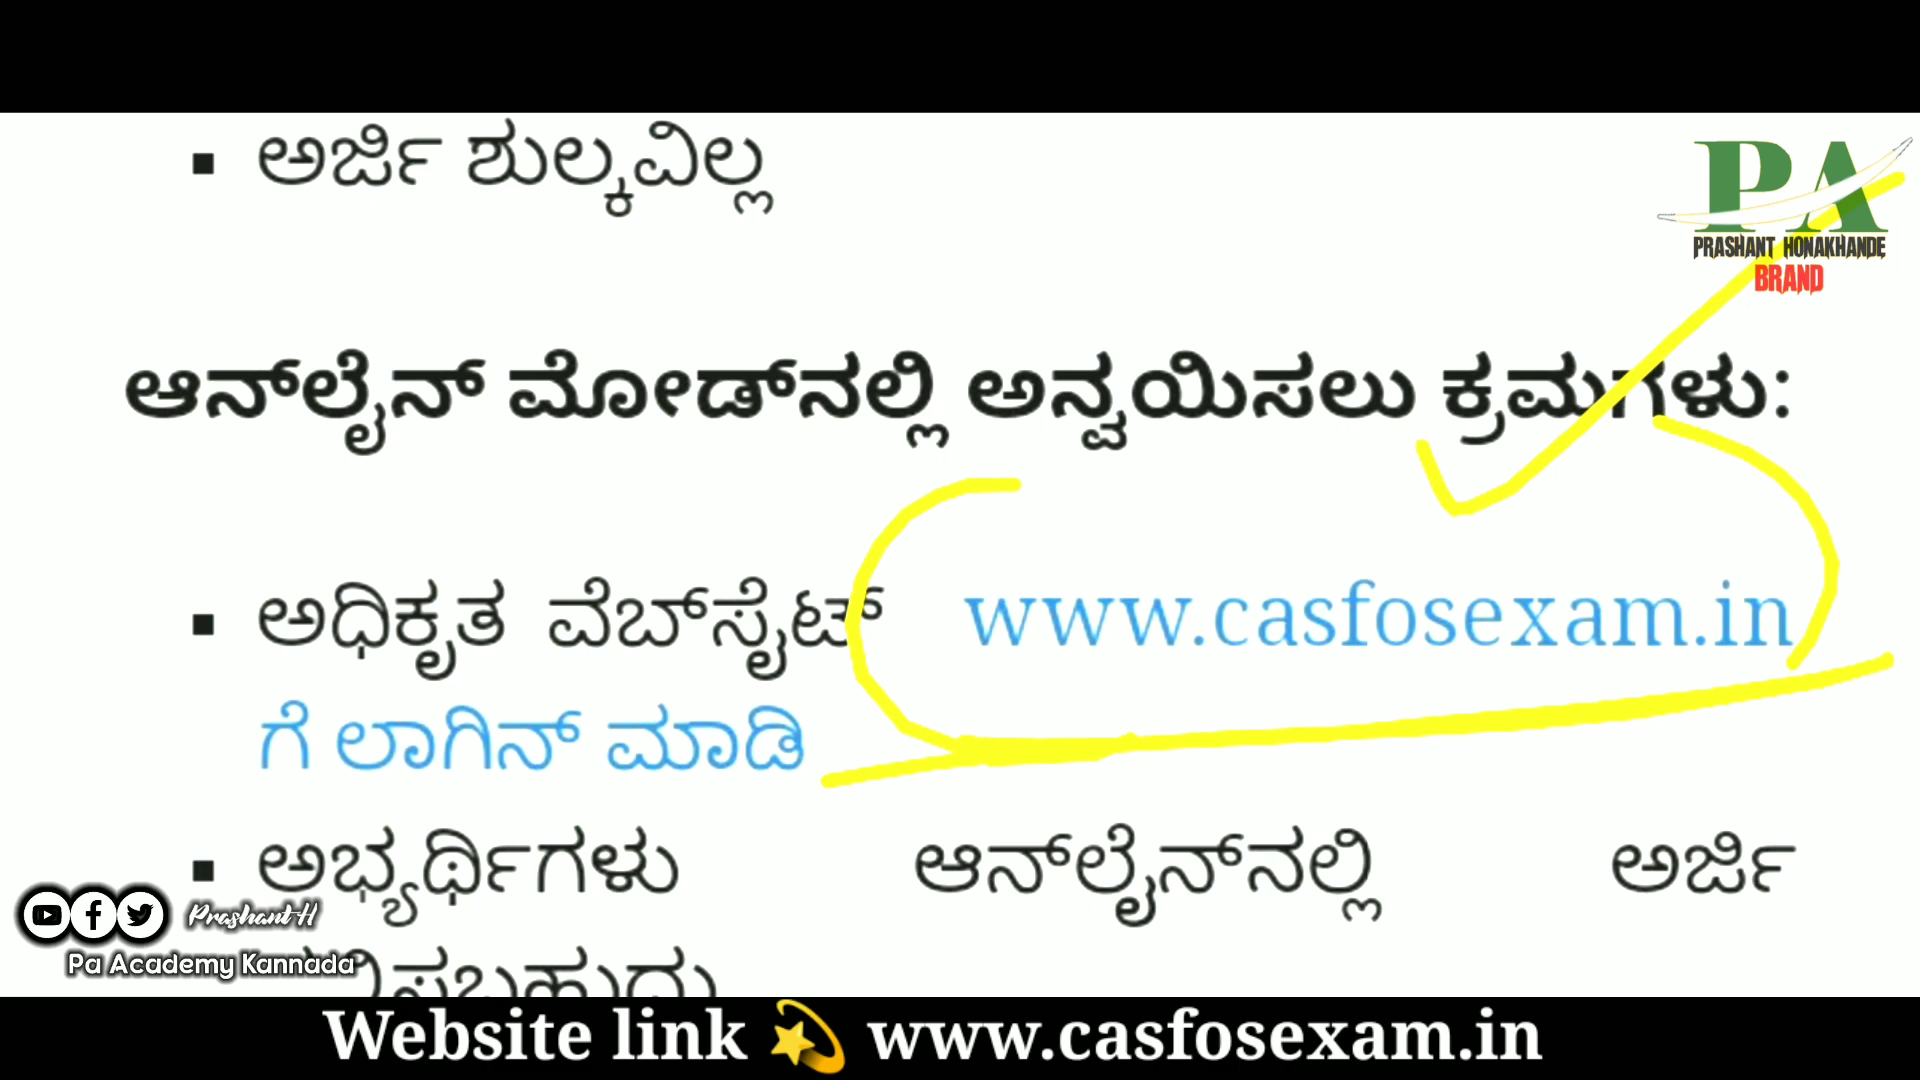 ಅರ್ಜಿ ಶುಲ್ಕವಿಲ್ಲ
PA
PRASHANT HONAKHANDE
BRAND
ಆನ್‌ಲೈನ್ ಮೋಡ್‌ನಲ್ಲಿ ಅನ್ವಯಿಸಲು ಕ್ರಮಗಳು:
ಅಧಿಕೃತ ವೆಬ್‌ಸೈಟ್ www.casfosexam.in
ಗೆ ಲಾಗಿನ್ ಮಾಡಿ
ಅಭ್ಯರ್ಥಿಗಳು ಆನ್‌ಲೈನ್‌ನಲ್ಲಿ ಅರ್ಜಿ
Prashant H
Pa Academy Kannada
Website link 💫 www.casfosexam.in